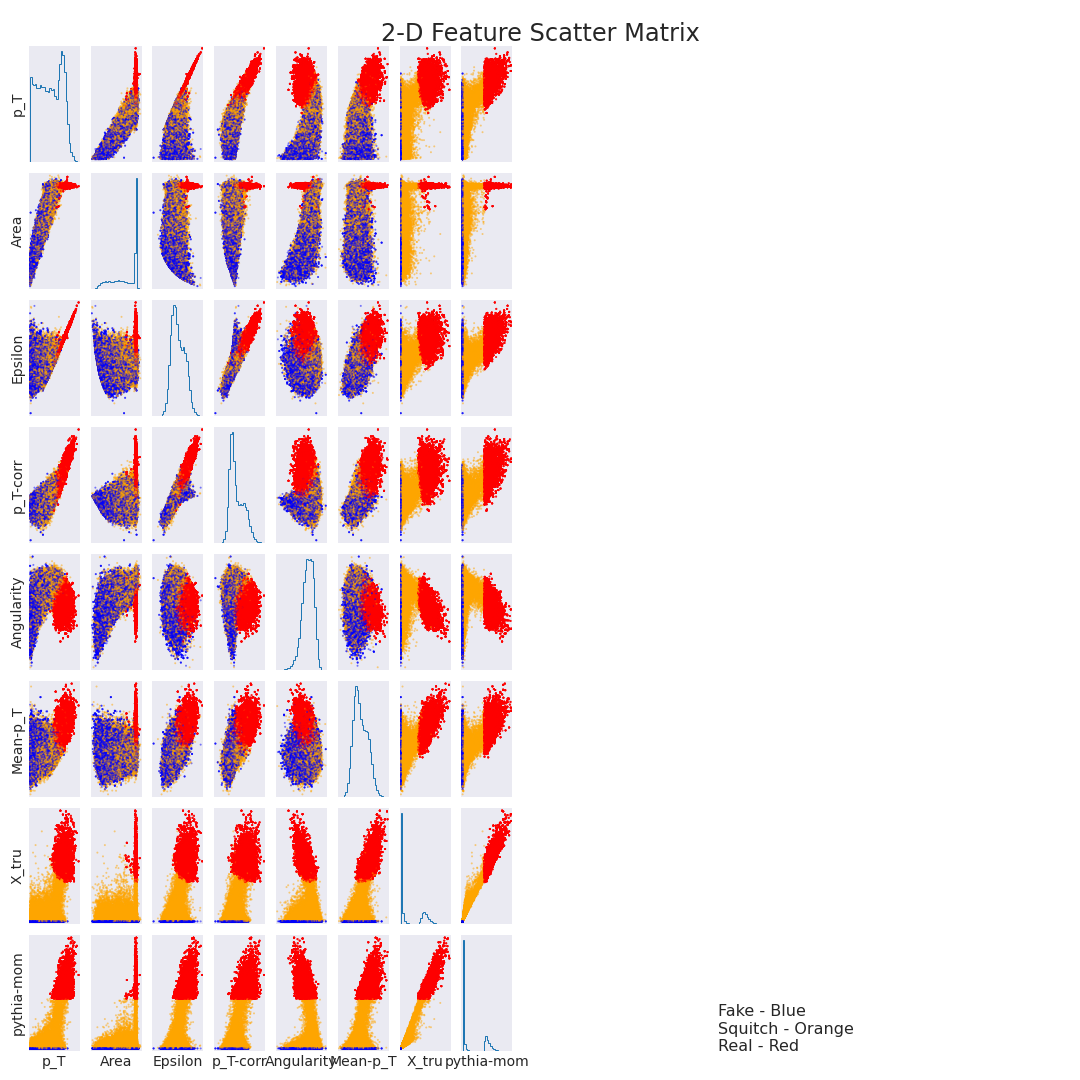 2-D Feature Scatter Matrix
p_T
Area
Epsilon
p_T-corr
Angularity
Mean-p_T
X_tru
pythia-mom
Fake - Blue
Squitch - Orange
Real - Red
p_T Area Epsilon p_T-corr Angularity Mean-p_T X_tru pythia-mom